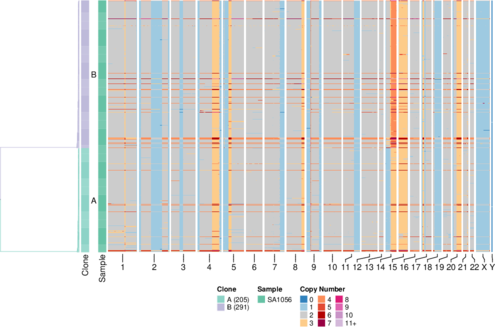 B
A
Clone
Sample
1 2 3 4 5 6 7 8 9 10 11 12 13 14 15 16 17 18 19 20 21 22 X Y
Clone Sample Copy Number
A (205) SA1056 0 4 8
B (291) 1 5 9
2 6 10
3 7 11+